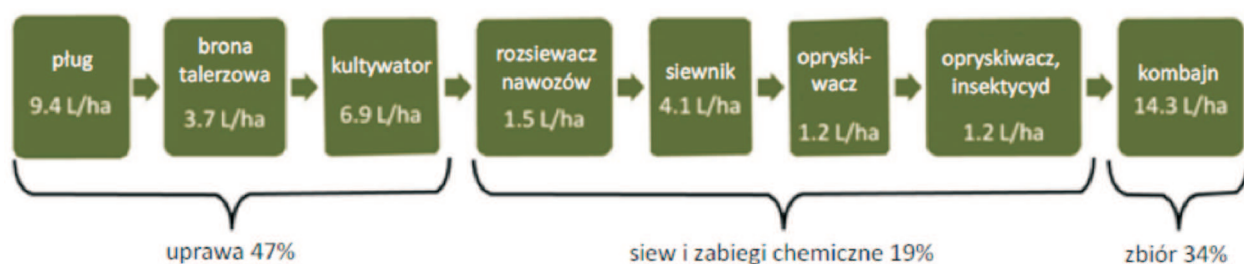 pług
9.4 L/ha
brona
talerzowa
3.7 L/ha
kultywator
6.9 L/ha
rozsiewacz
nawozów
1.5 L/ha
siewnik
4.1 L/ha
opryski-
wacz
1.2 L/ha
opryskiwacz,
insektycyd
1.2 L/ha
kombajn
14.3 L/ha
uprawa 47%
siew i zabiegi chemiczne 19%
zbiór 34%